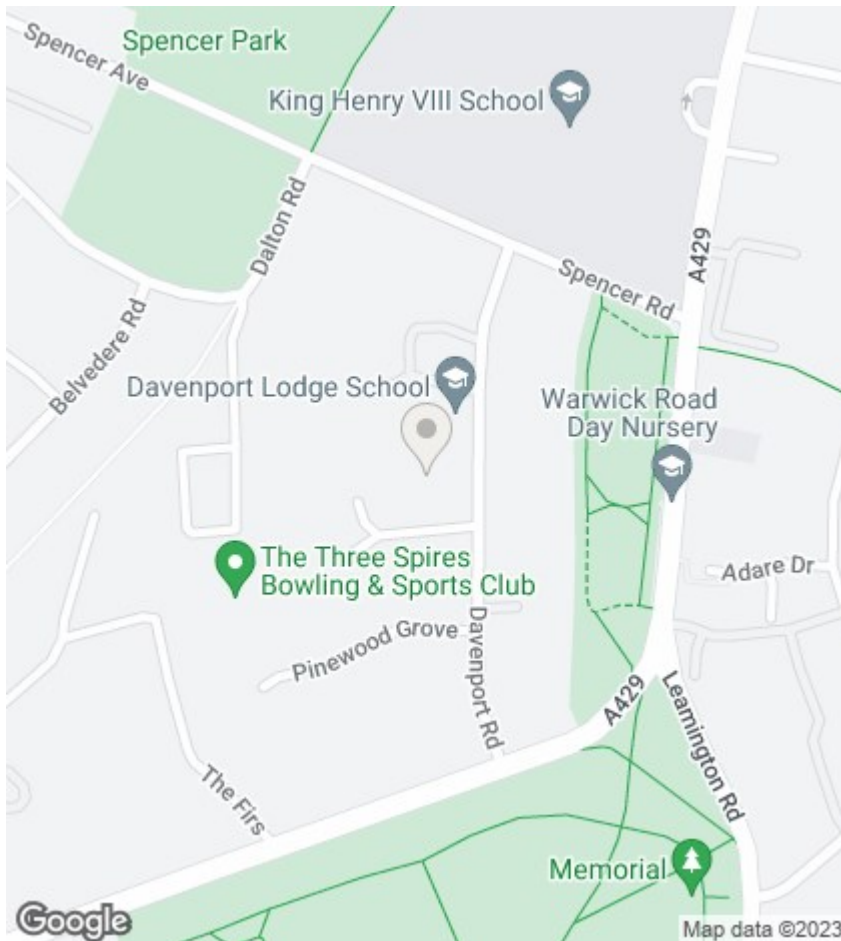 Spencer Park
Spencer Ave
King Henry VIII School
Dalton Rd
A429
Spencer Rd
Belvedere Rd
Davenport Lodge School
Warwick Road
Day Nursery
The Three Spires
Bowling & Sports Club
Adare Dr
Davenport Rd
Pinewood Grove
A429
Leamington Rd
The Firs
Memorial
Google
Map data ©2023